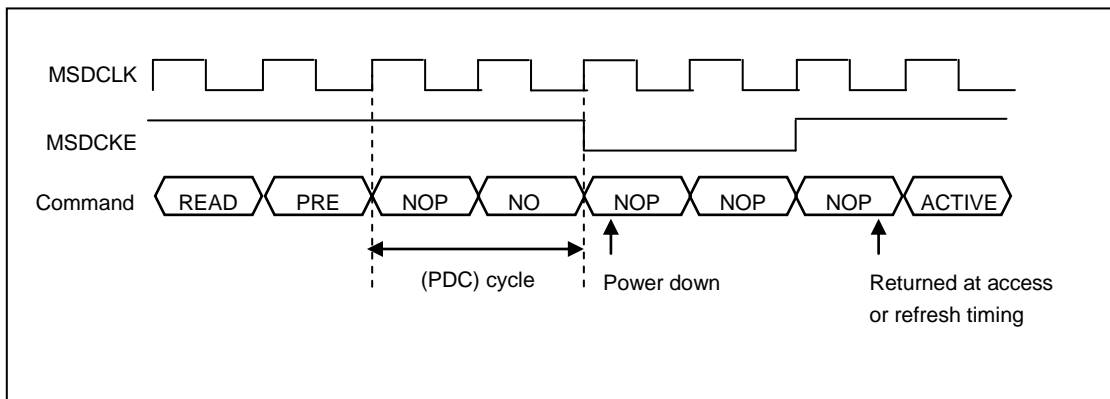 MSDCLK
MSDCKE
Command READ PRE NOP NO NOP NOP NOP ACTIVE
(PDC) cycle Power down Returned at access
or refresh timing